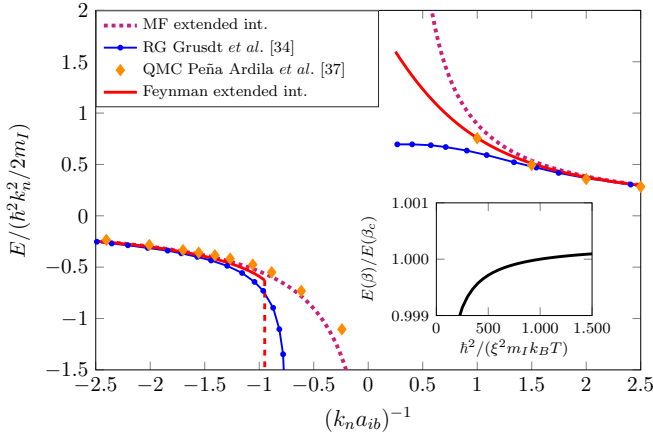 MF extended int.
RG Grusdt et al. [34]
QMC Peña Ardila et al. [37]
Feynman extended int.
2
1.5
1
0.5
0
−0.5
−1
−1.5
E/(ℏ²k²ₙ/2m_I)
−2.5 −2 −1.5 −1 −0.5 0 0.5 1 1.5 2 2.5
(kₙa_ib)⁻¹
1.001
1.000
0.999
E(β)/E(β_c)
0 500 1.000 1.500
ℏ²/(ξ²m_I k_B T)